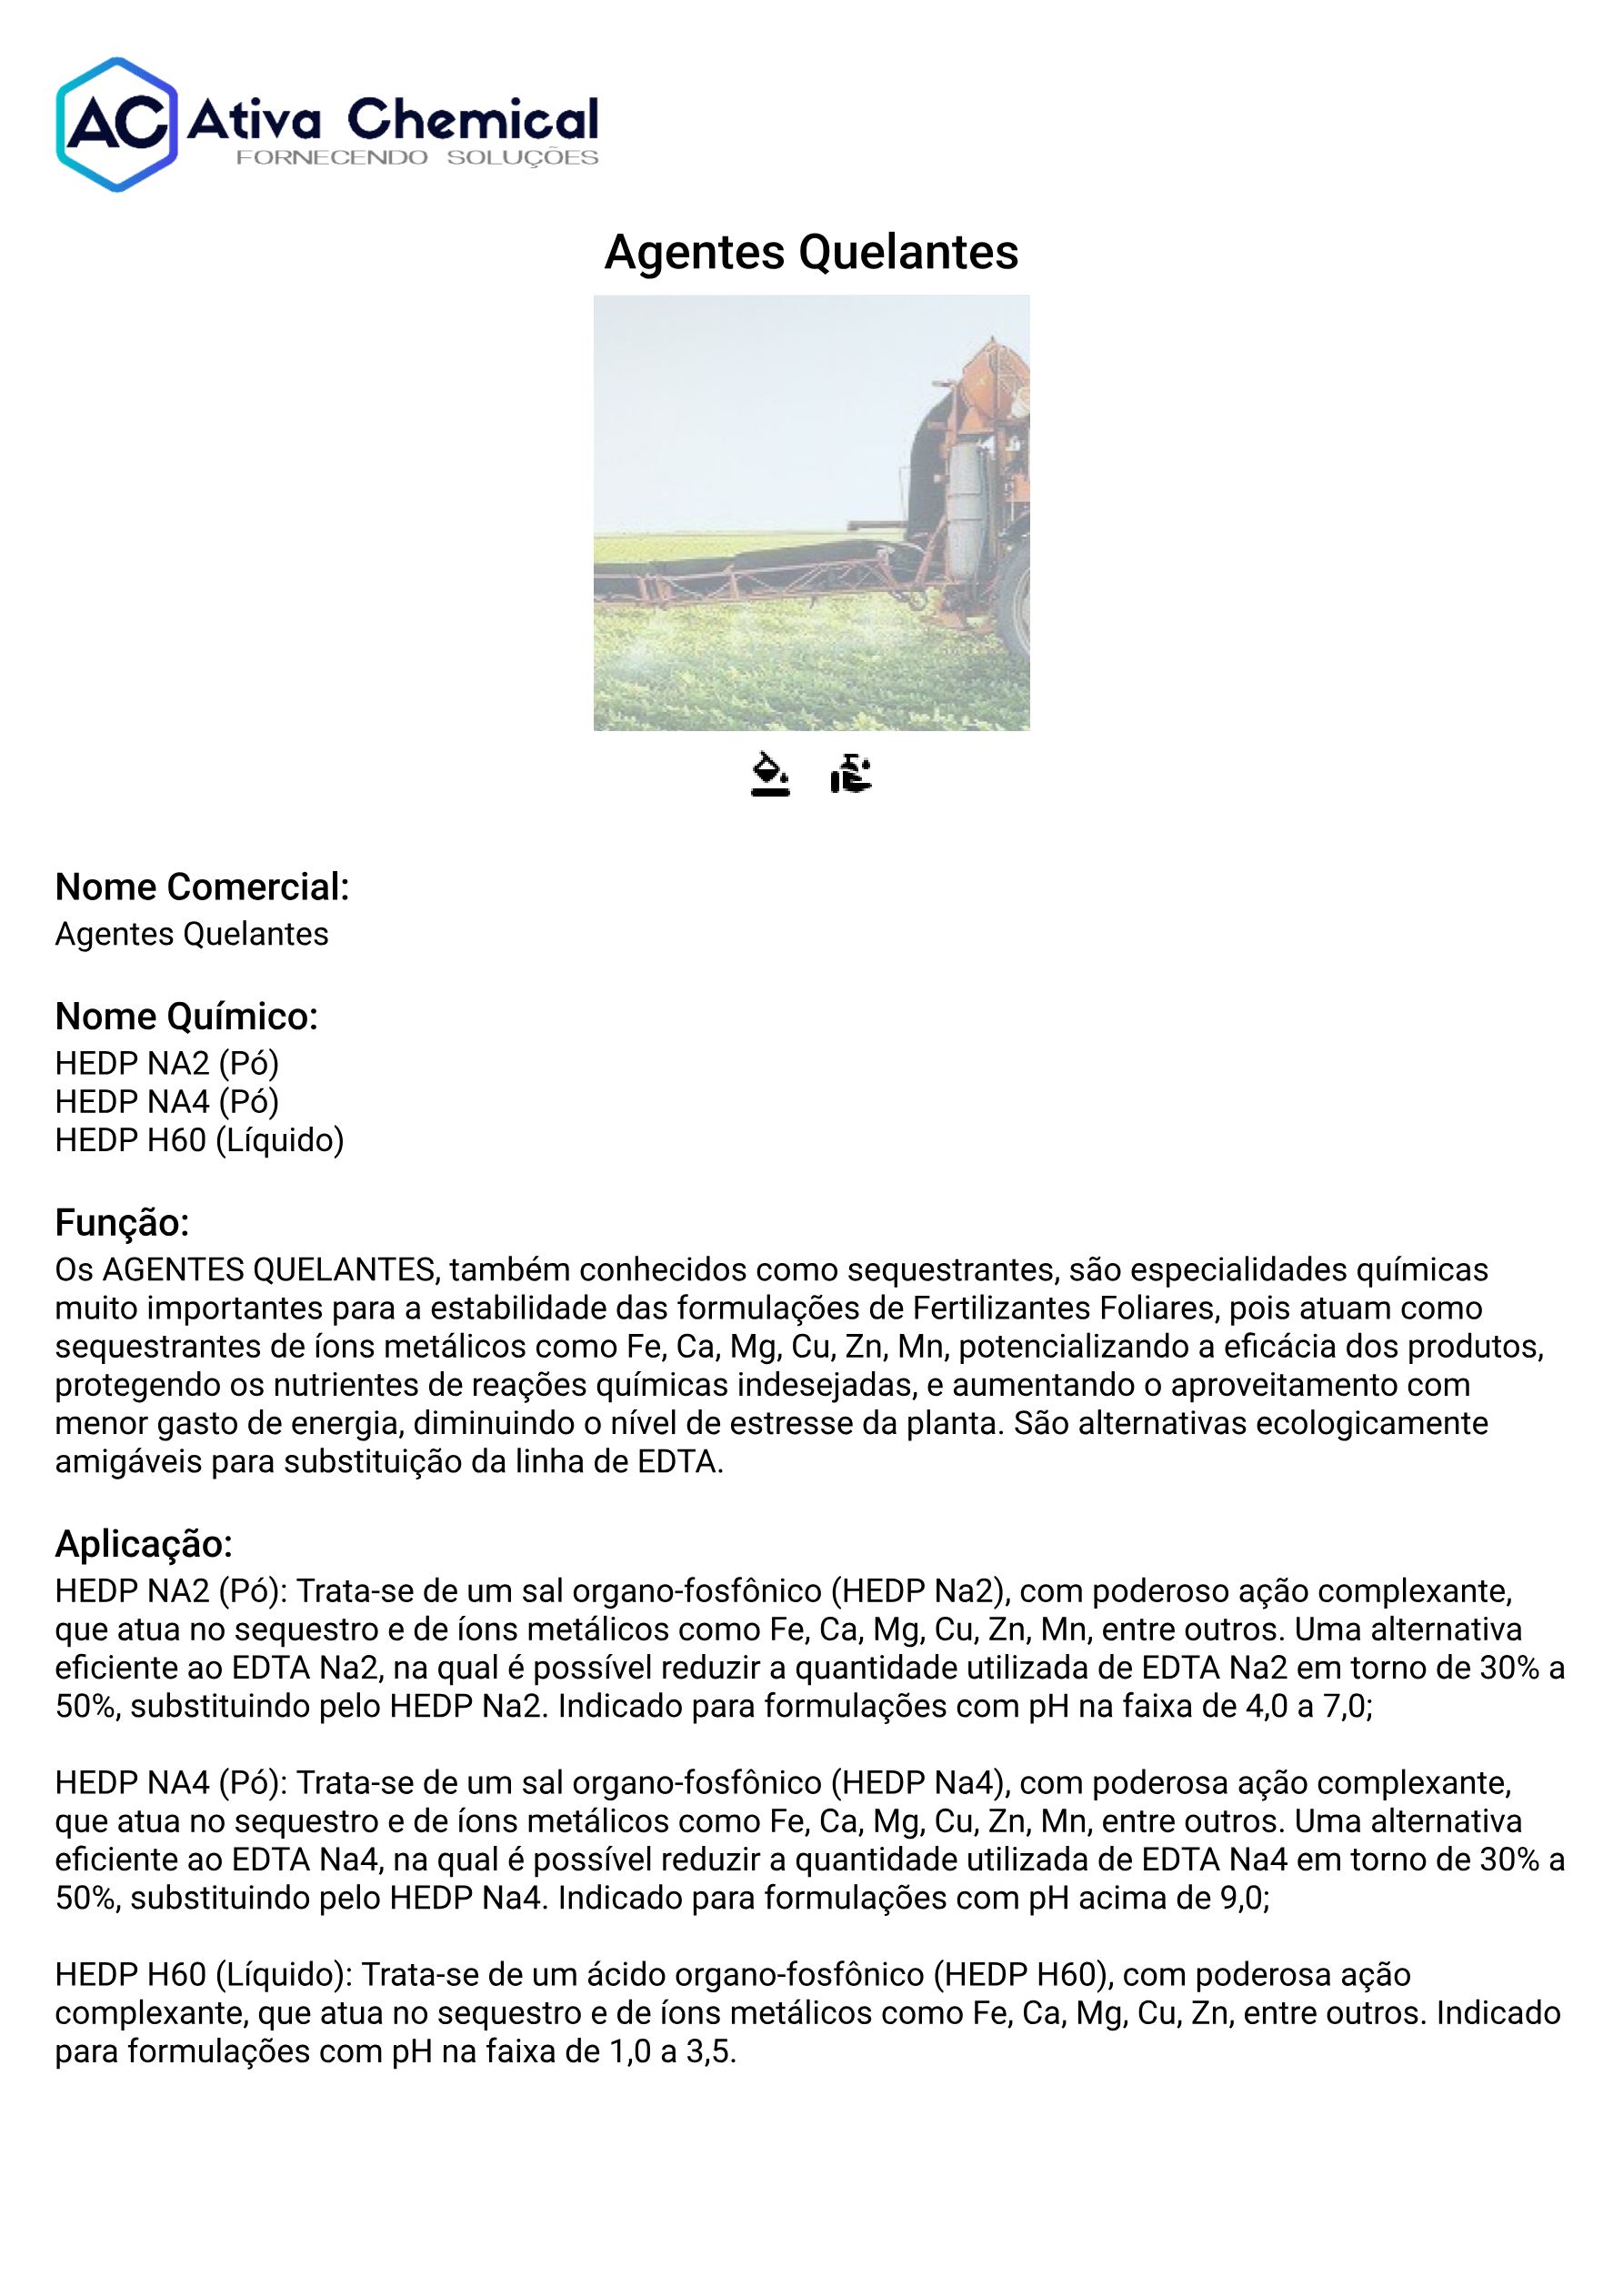 AC Ativa Chemical
FORNECENDO SOLUÇÕES
Agentes Quelantes
Nome Comercial:
Agentes Quelantes
Nome Químico:
HEDP NA2 (Pó)
HEDP NA4 (Pó)
HEDP H60 (Líquido)
Função:
Os AGENTES QUELANTES, também conhecidos como sequestrantes, são especialidades químicas
muito importantes para a estabilidade das formulações de Fertilizantes Foliares, pois atuam como
sequestrantes de íons metálicos como Fe, Ca, Mg, Cu, Zn, Mn, potencializando a eficácia dos produtos,
protegendo os nutrientes de reações químicas indesejadas, e aumentando o aproveitamento com
menor gasto de energia, diminuindo o nível de estresse da planta. São alternativas ecologicamente
amigáveis para substituição da linha de EDTA.
Aplicação:
HEDP NA2 (Pó): Trata-se de um sal organo-fosfônico (HEDP Na2), com poderoso ação complexante,
que atua no sequestro e de íons metálicos como Fe, Ca, Mg, Cu, Zn, Mn, entre outros. Uma alternativa
eficiente ao EDTA Na2, na qual é possível reduzir a quantidade utilizada de EDTA Na2 em torno de 30% a
50%, substituindo pelo HEDP Na2. Indicado para formulações com pH na faixa de 4,0 a 7,0;
HEDP NA4 (Pó): Trata-se de um sal organo-fosfônico (HEDP Na4), com poderosa ação complexante,
que atua no sequestro e de íons metálicos como Fe, Ca, Mg, Cu, Zn, Mn, entre outros. Uma alternativa
eficiente ao EDTA Na4, na qual é possível reduzir a quantidade utilizada de EDTA Na4 em torno de 30% a
50%, substituindo pelo HEDP Na4. Indicado para formulações com pH acima de 9,0;
HEDP H60 (Líquido): Trata-se de um ácido organo-fosfônico (HEDP H60), com poderosa ação
complexante, que atua no sequestro e de íons metálicos como Fe, Ca, Mg, Cu, Zn, entre outros. Indicado
para formulações com pH na faixa de 1,0 a 3,5.